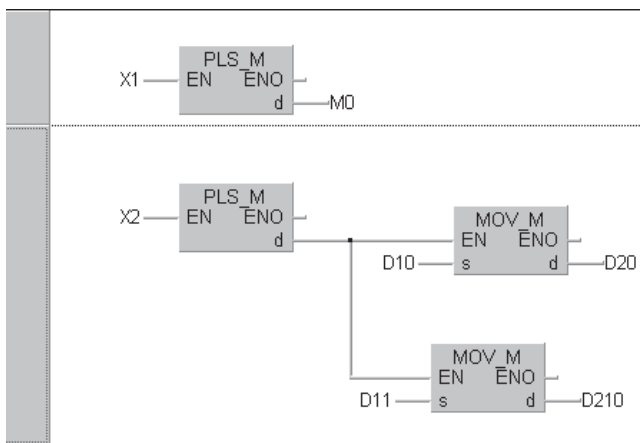 PLS_M
X1 EN ENO
d M0
PLS_M
X2 EN ENO
d
MOV_M
EN ENO
D10 s d D20
MOV_M
EN ENO
D11 s d D210